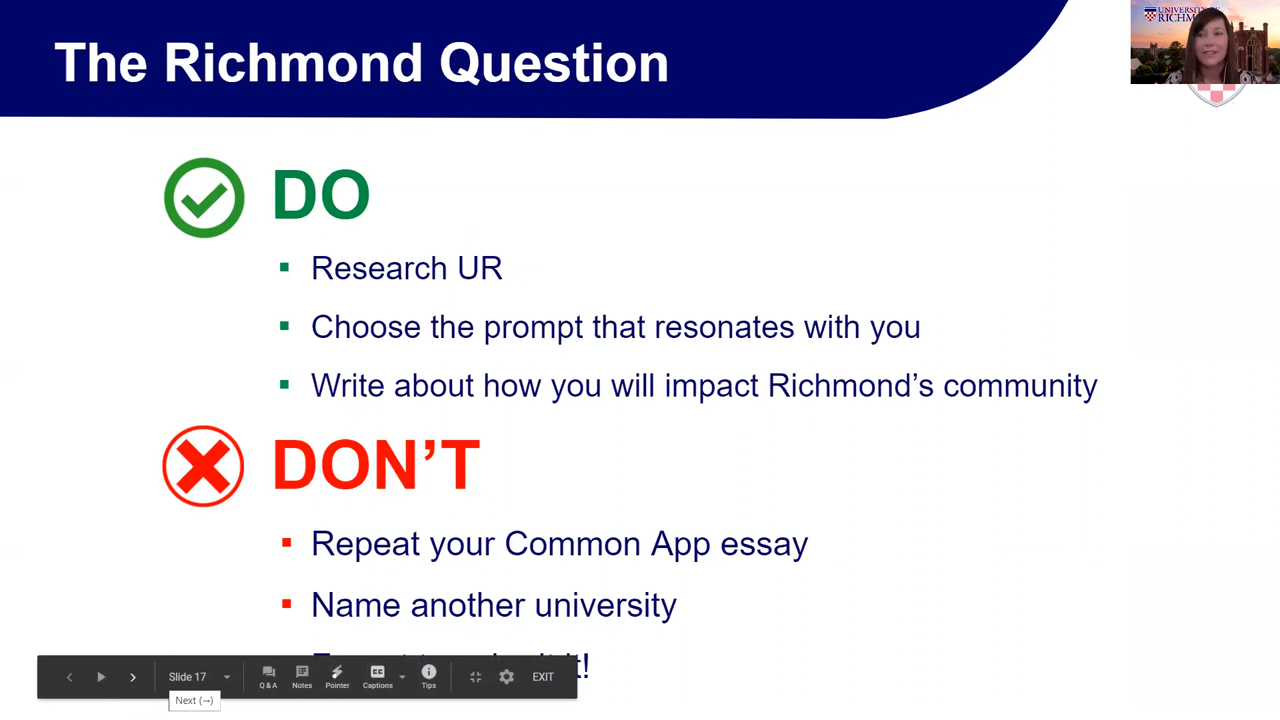 The Richmond Question
UNIVERSITY OF
RICHM
DO
▪ Research UR
▪ Choose the prompt that resonates with you
▪ Write about how you will impact Richmond’s community
DON’T
▪ Repeat your Common App essay
▪ Name another university
Slide 17
Q & A
Notes
Pointer
CC
Captions
Tips
EXIT
Next (→)